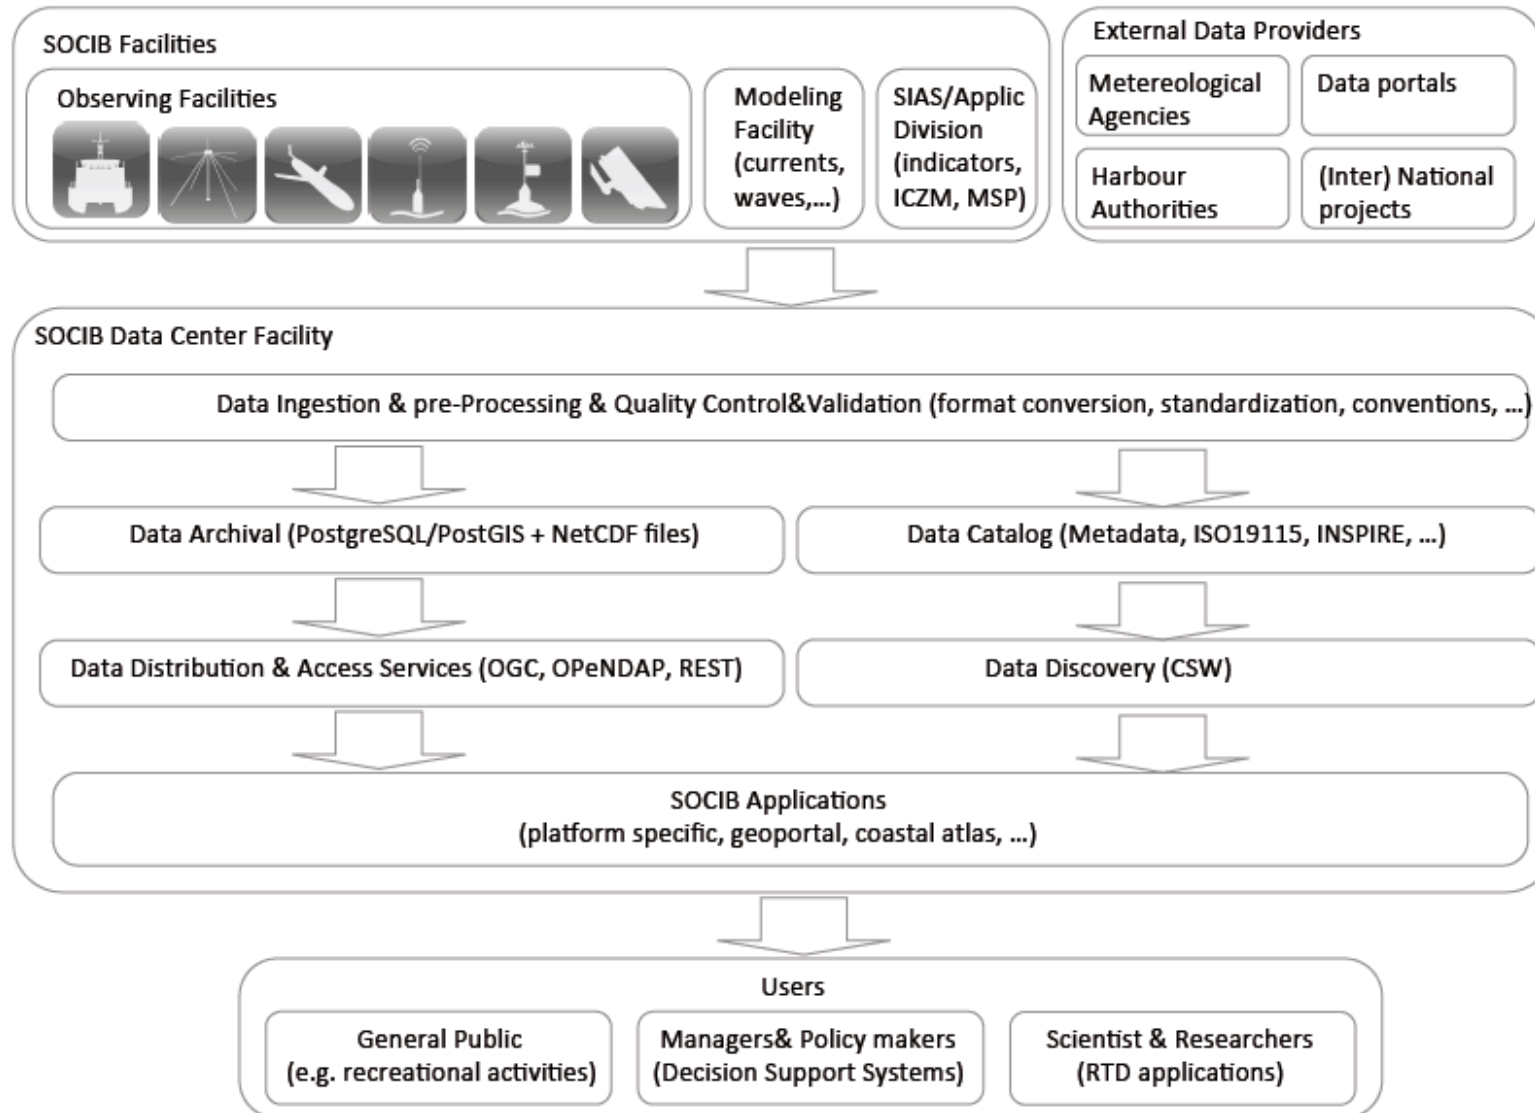 SOCIB Facilities
Observing Facilities
Modeling
Facility
(currents,
waves,...)
SIAS/Applic
Division
(indicators,
ICZM, MSP)
External Data Providers
Metereological
Agencies
Data portals
Harbour
Authorities
(Inter) National
projects
SOCIB Data Center Facility
Data Ingestion & pre-Processing & Quality Control&Validation (format conversion, standardization, conventions, ...)
Data Archival (PostgreSQL/PostGIS + NetCDF files)
Data Catalog (Metadata, ISO19115, INSPIRE, ...)
Data Distribution & Access Services (OGC, OPeNDAP, REST)
Data Discovery (CSW)
SOCIB Applications
(platform specific, geoportal, coastal atlas, ...)
Users
General Public
(e.g. recreational activities)
Managers& Policy makers
(Decision Support Systems)
Scientist & Researchers
(RTD applications)